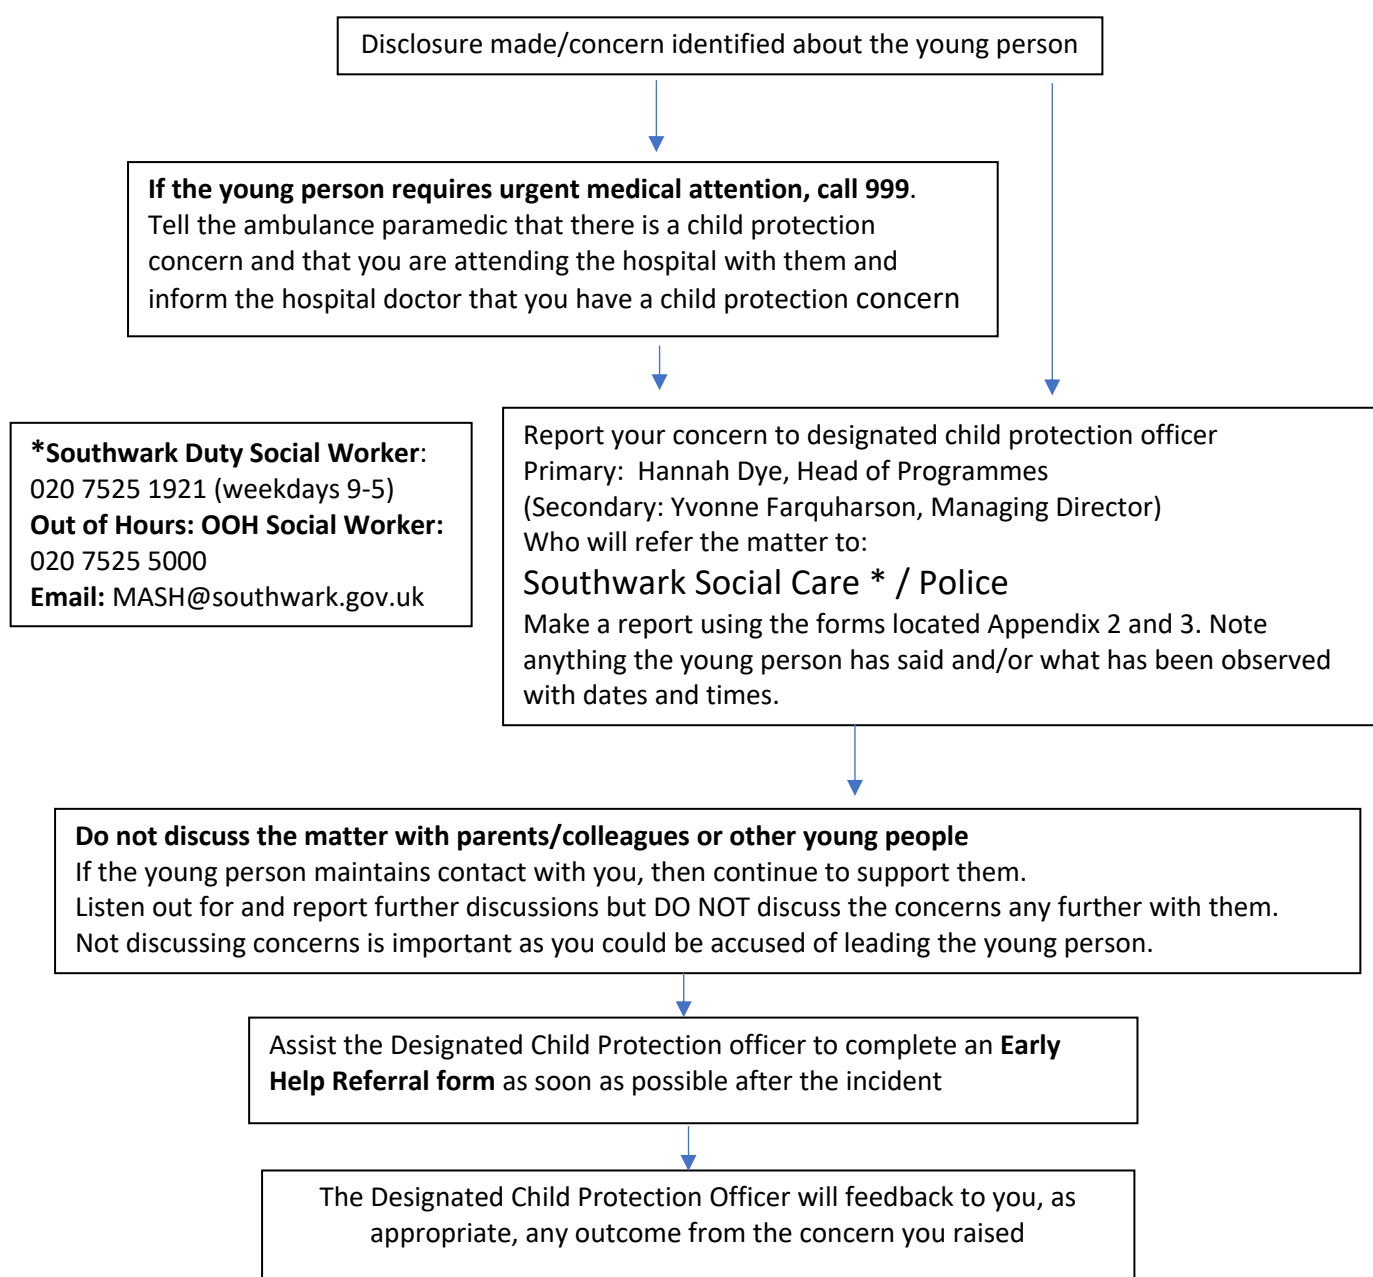 Disclosure made/concern identified about the young person
If the young person requires urgent medical attention, call 999.
Tell the ambulance paramedic that there is a child protection
concern and that you are attending the hospital with them and
inform the hospital doctor that you have a child protection concern
*Southwark Duty Social Worker:
020 7525 1921 (weekdays 9-5)
Out of Hours: OOH Social Worker:
020 7525 5000
Email: MASH@southwark.gov.uk
Report your concern to designated child protection officer
Primary: Hannah Dye, Head of Programmes
(Secondary: Yvonne Farquharson, Managing Director)
Who will refer the matter to:
Southwark Social Care * / Police
Make a report using the forms located Appendix 2 and 3. Note
anything the young person has said and/or what has been observed
with dates and times.
Do not discuss the matter with parents/colleagues or other young people
If the young person maintains contact with you, then continue to support them.
Listen out for and report further discussions but DO NOT discuss the concerns any further with them.
Not discussing concerns is important as you could be accused of leading the young person.
Assist the Designated Child Protection officer to complete an Early
Help Referral form as soon as possible after the incident
The Designated Child Protection Officer will feedback to you, as
appropriate, any outcome from the concern you raised